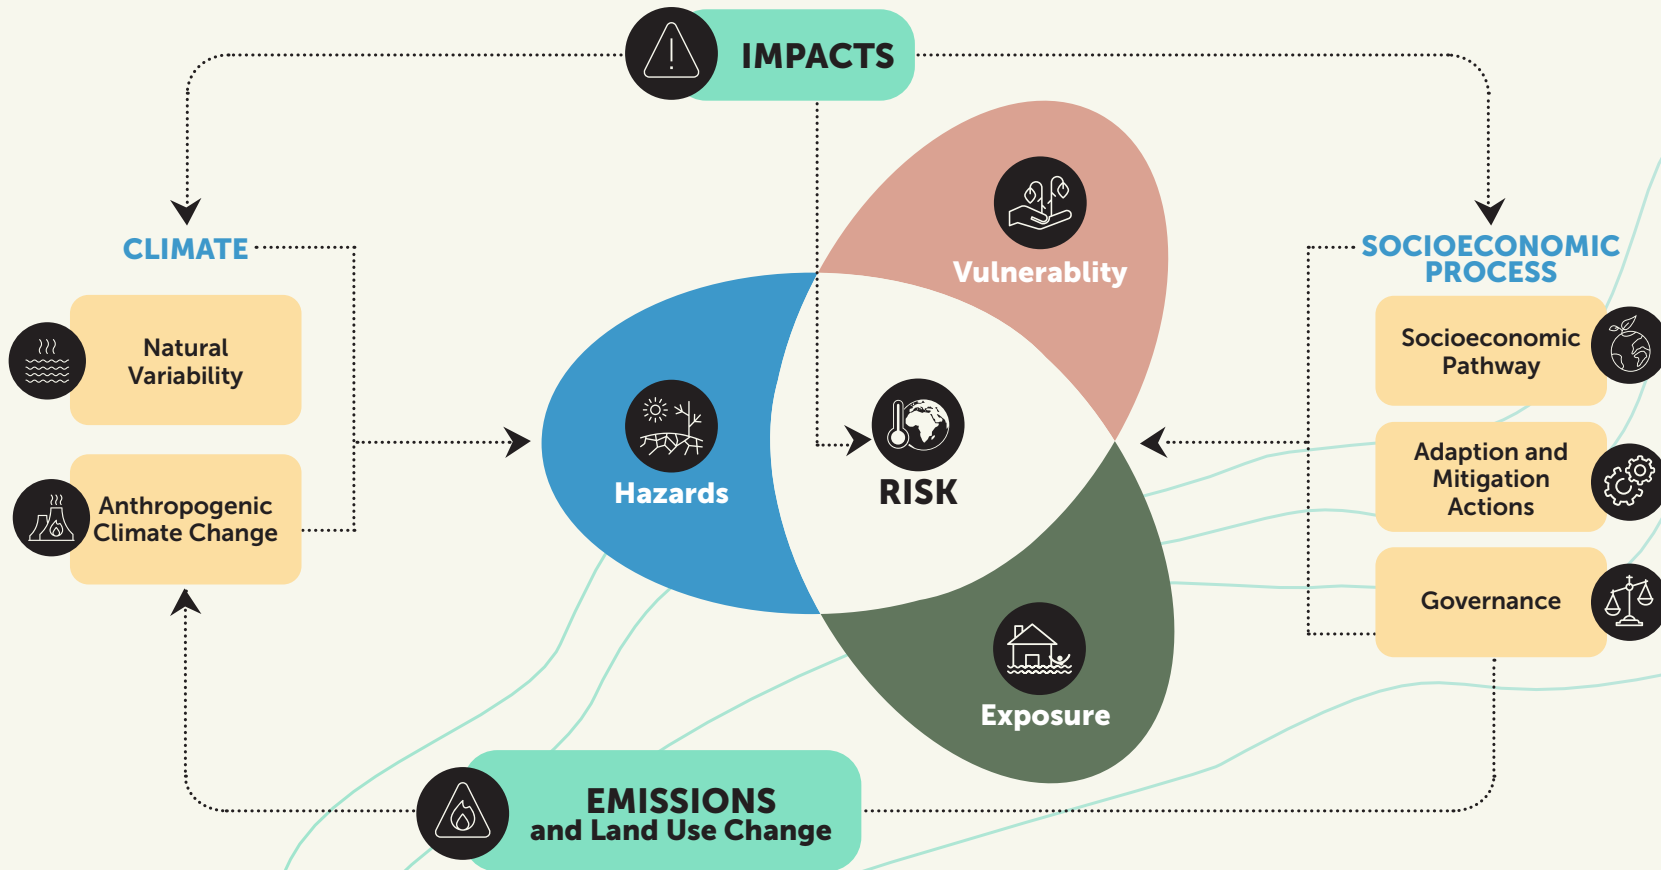 IMPACTS
CLIMATE
Natural
Variability
Anthropogenic
Climate Change
Vulnerablity
Hazards
RISK
Exposure
SOCIOECONOMIC
PROCESS
Socioeconomic
Pathway
Adaption and
Mitigation
Actions
Governance
EMISSIONS
and Land Use Change